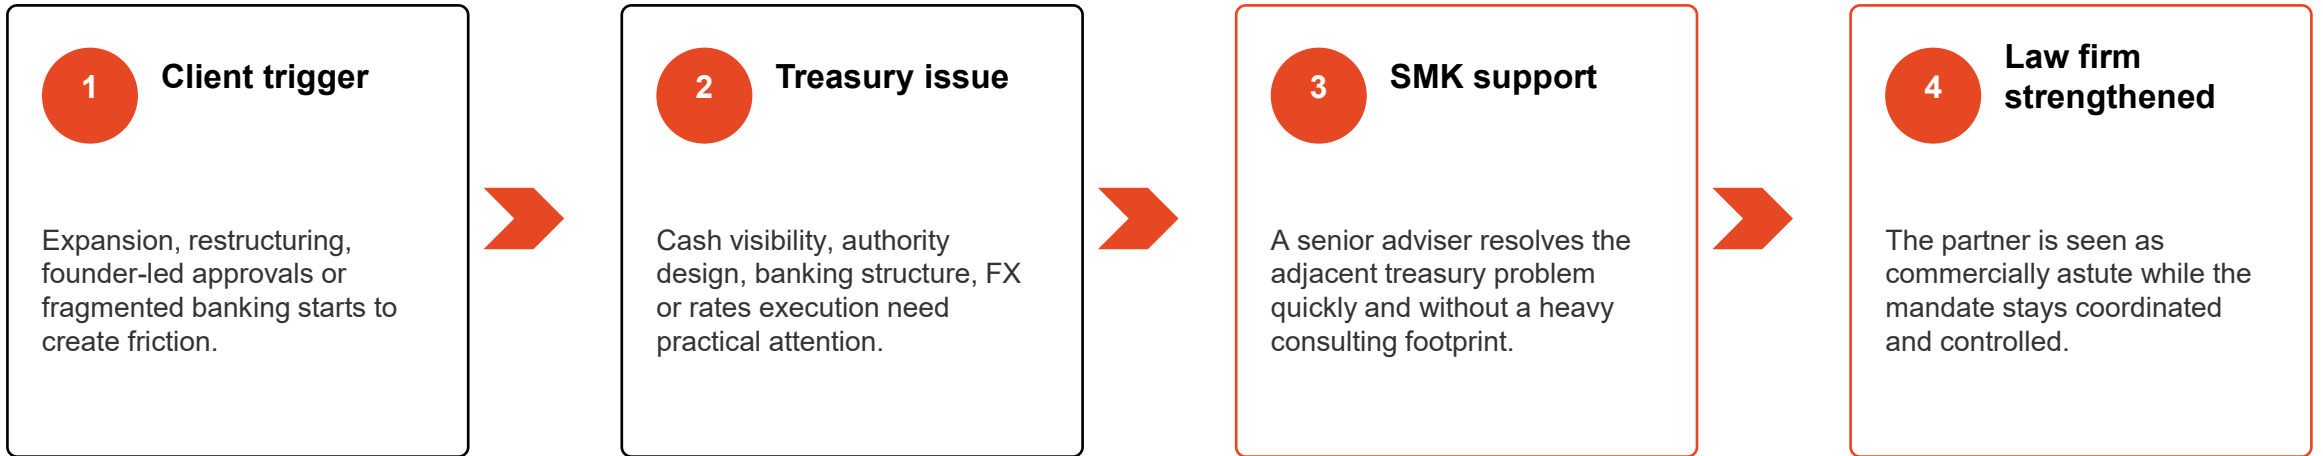 1
Client trigger
Expansion, restructuring,
founder-led approvals or
fragmented banking starts to
create friction.
2
Treasury issue
Cash visibility, authority
design, banking structure, FX
or rates execution need
practical attention.
3
SMK support
A senior adviser resolves the
adjacent treasury problem
quickly and without a heavy
consulting footprint.
4
Law firm
strengthened
The partner is seen as
commercially astute while the
mandate stays coordinated
and controlled.